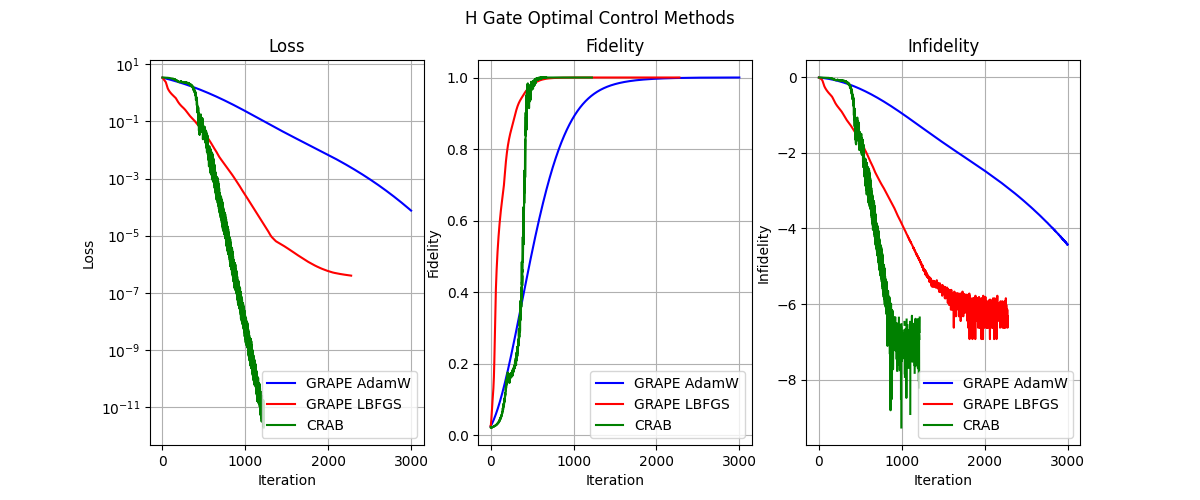 H Gate Optimal Control Methods
Loss
Loss
10^1
10^−1
10^−3
10^−5
10^−7
10^−9
10^−11
0
1000
2000
3000
Iteration
GRAPE AdamW
GRAPE LBFGS
CRAB
Fidelity
Fidelity
1.0
0.8
0.6
0.4
0.2
0.0
0
1000
2000
3000
Iteration
GRAPE AdamW
GRAPE LBFGS
CRAB
Infidelity
Infidelity
0
−2
−4
−6
−8
0
1000
2000
3000
Iteration
GRAPE AdamW
GRAPE LBFGS
CRAB